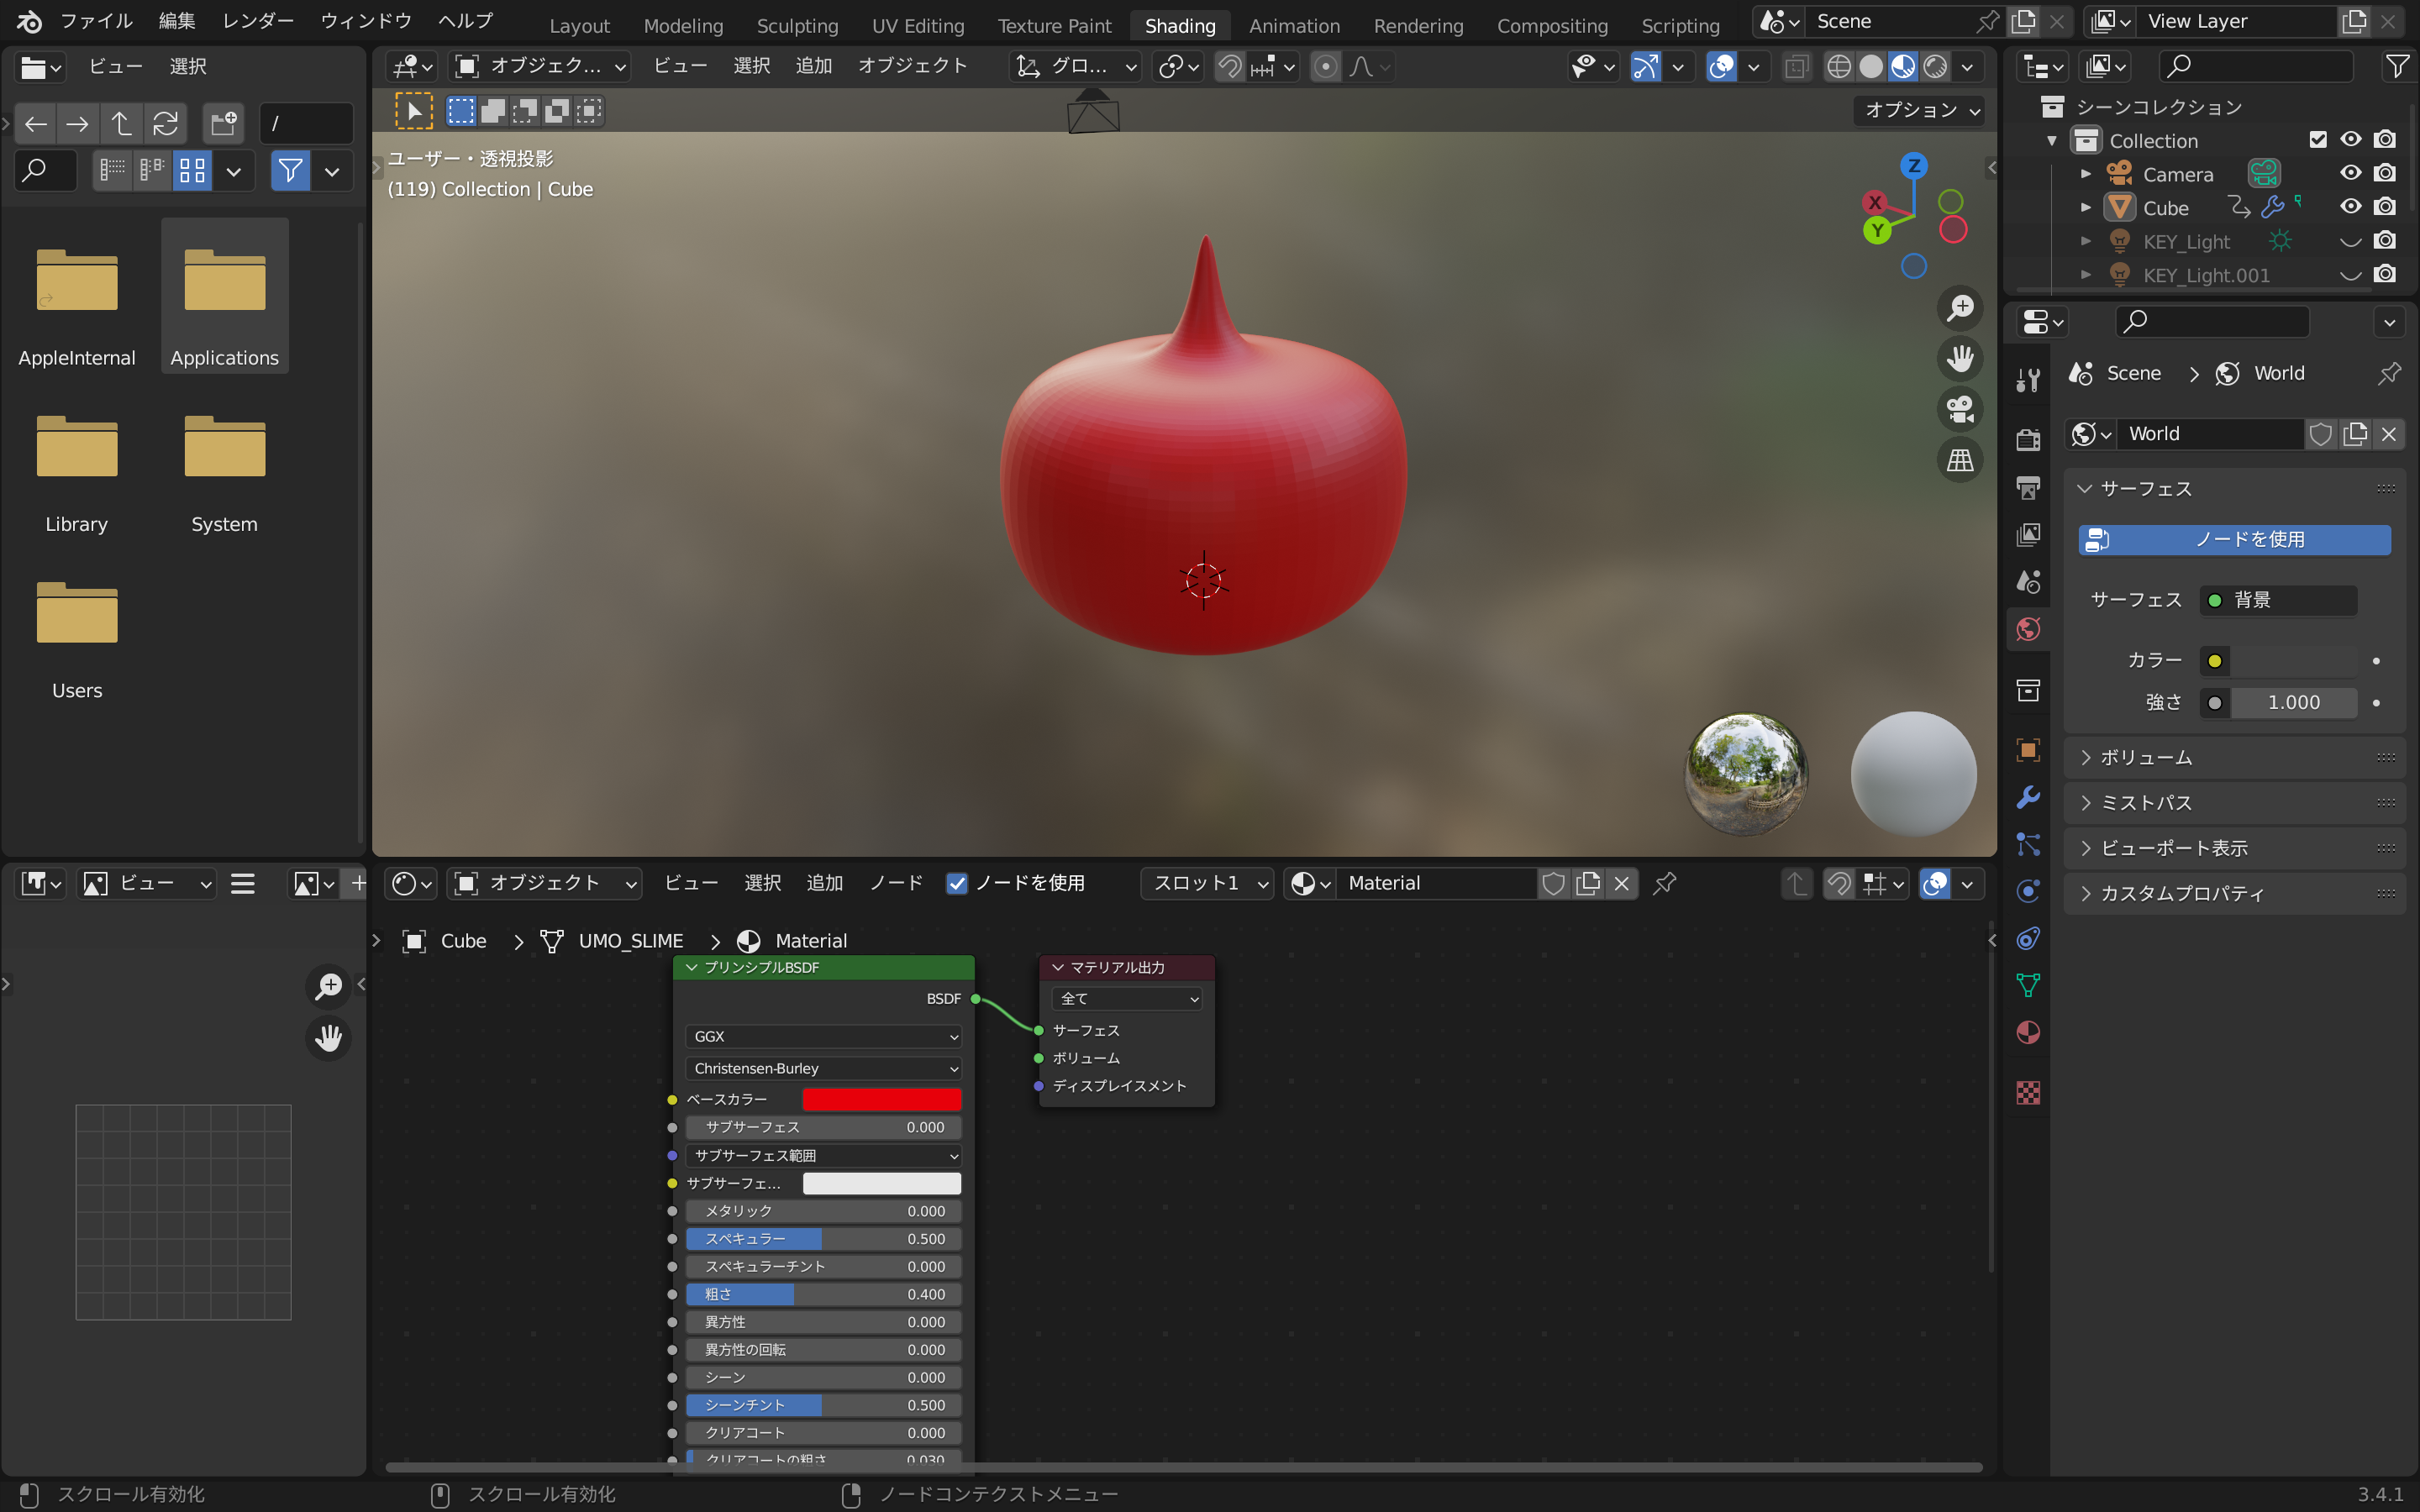 ファイル 編集 レンダー ウィンドウ ヘルプ Layout Modeling Sculpting UV Editing Texture Paint Shading Animation Rendering Compositing Scripting Scene View Layer
ビュー 選択
/
AppleInternal Applications
Library System
Users
オブジェク... ビュー 選択 追加 オブジェクト グロ...
オプション
ユーザー・透視投影
(119) Collection | Cube
Z
X
Y
シーンコレクション
Collection
Camera
Cube
KEY_Light
KEY_Light.001
Scene World
World
サーフェス
ノードを使用
サーフェス 背景
カラー
強さ 1.000
ボリューム
ミストパス
ビューポート表示
カスタムプロパティ
ビュー
オブジェクト ビュー 選択 追加 ノード ノードを使用 スロット1 Material
Cube UMO_SLIME Material
プリンシプルBSDF
BSDF
GGX
Christensen-Burley
ベースカラー
サブサーフェス 0.000
サブサーフェス範囲
サブサーフェ...
メタリック 0.000
スペキュラー 0.500
スペキュラーチント 0.000
粗さ 0.400
異方性 0.000
異方性の回転 0.000
シーン 0.000
シーンチント 0.500
クリアコート 0.000
クリアコートの粗さ 0.030
マテリアル出力
全て
サーフェス
ボリューム
ディスプレイスメント
スクロール有効化 スクロール有効化 ノードコンテクストメニュー 3.4.1